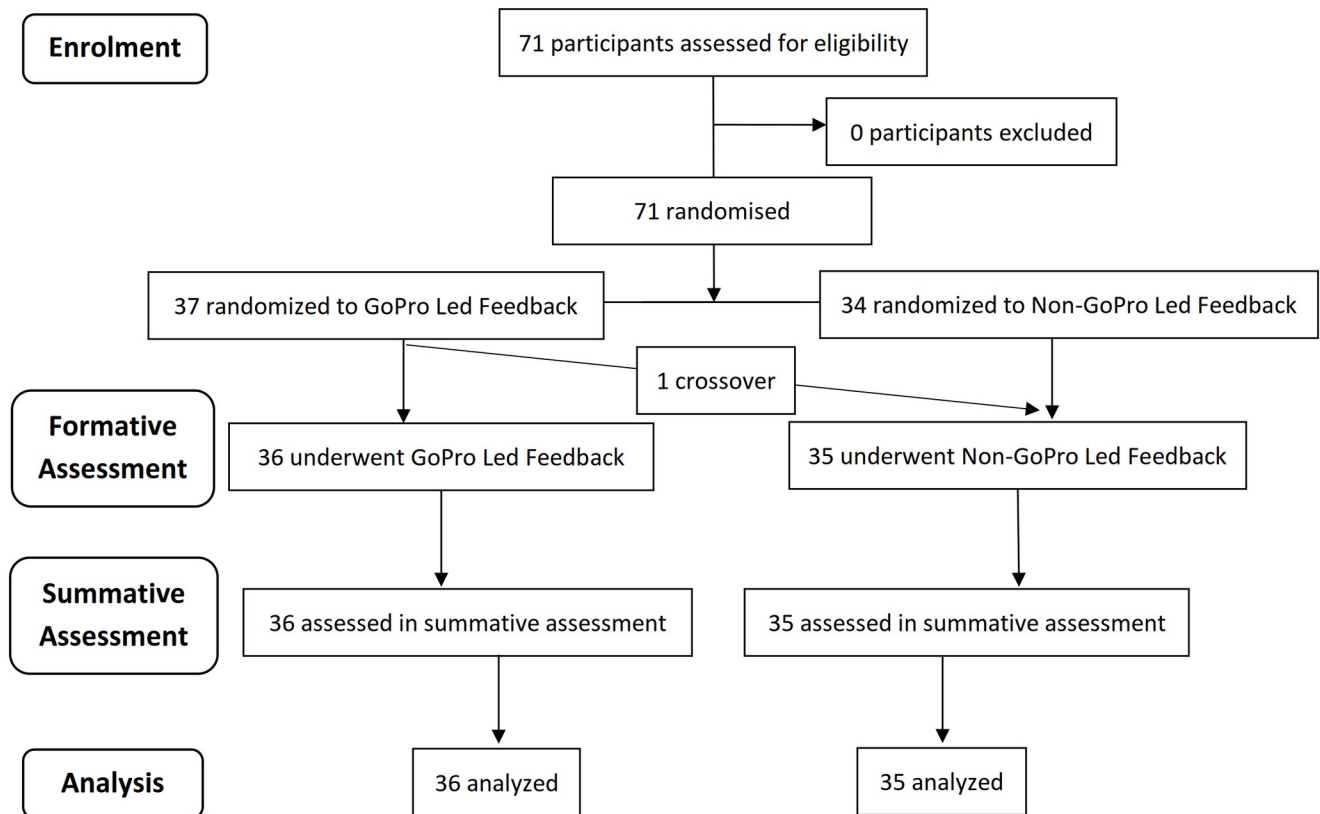 Enrolment
71 participants assessed for eligibility
0 participants excluded
71 randomised
37 randomized to GoPro Led Feedback
34 randomized to Non-GoPro Led Feedback
1 crossover
Formative
Assessment
36 underwent GoPro Led Feedback
35 underwent Non-GoPro Led Feedback
Summative
Assessment
36 assessed in summative assessment
35 assessed in summative assessment
Analysis
36 analyzed
35 analyzed